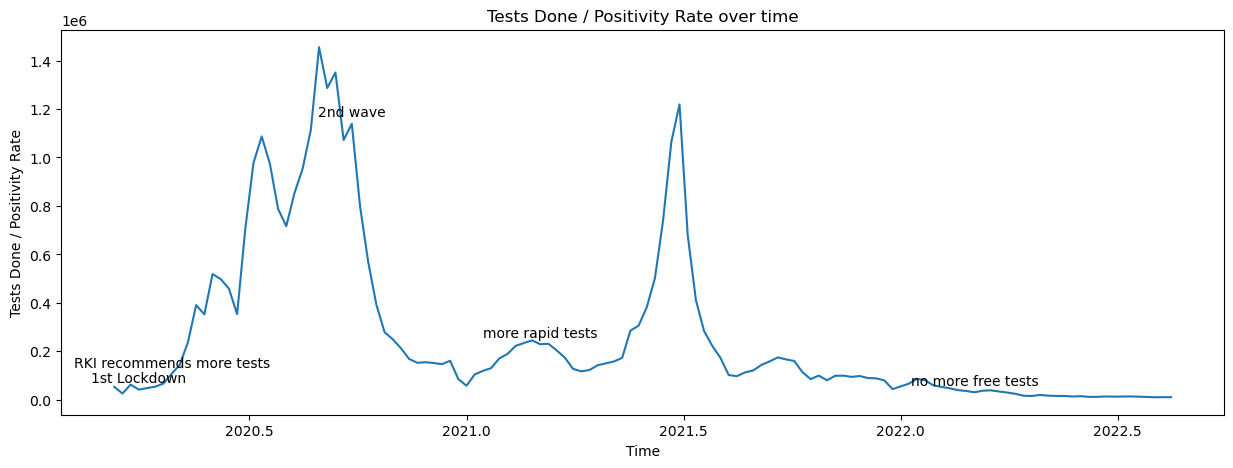 Tests Done / Positivity Rate over time
1e6
1.4
1.2
1.0
0.8
0.6
0.4
0.2
0.0
Tests Done / Positivity Rate
2nd wave
more rapid tests
RKI recommends more tests
1st Lockdown
no more free tests
2020.5 2021.0 2021.5 2022.0 2022.5
Time